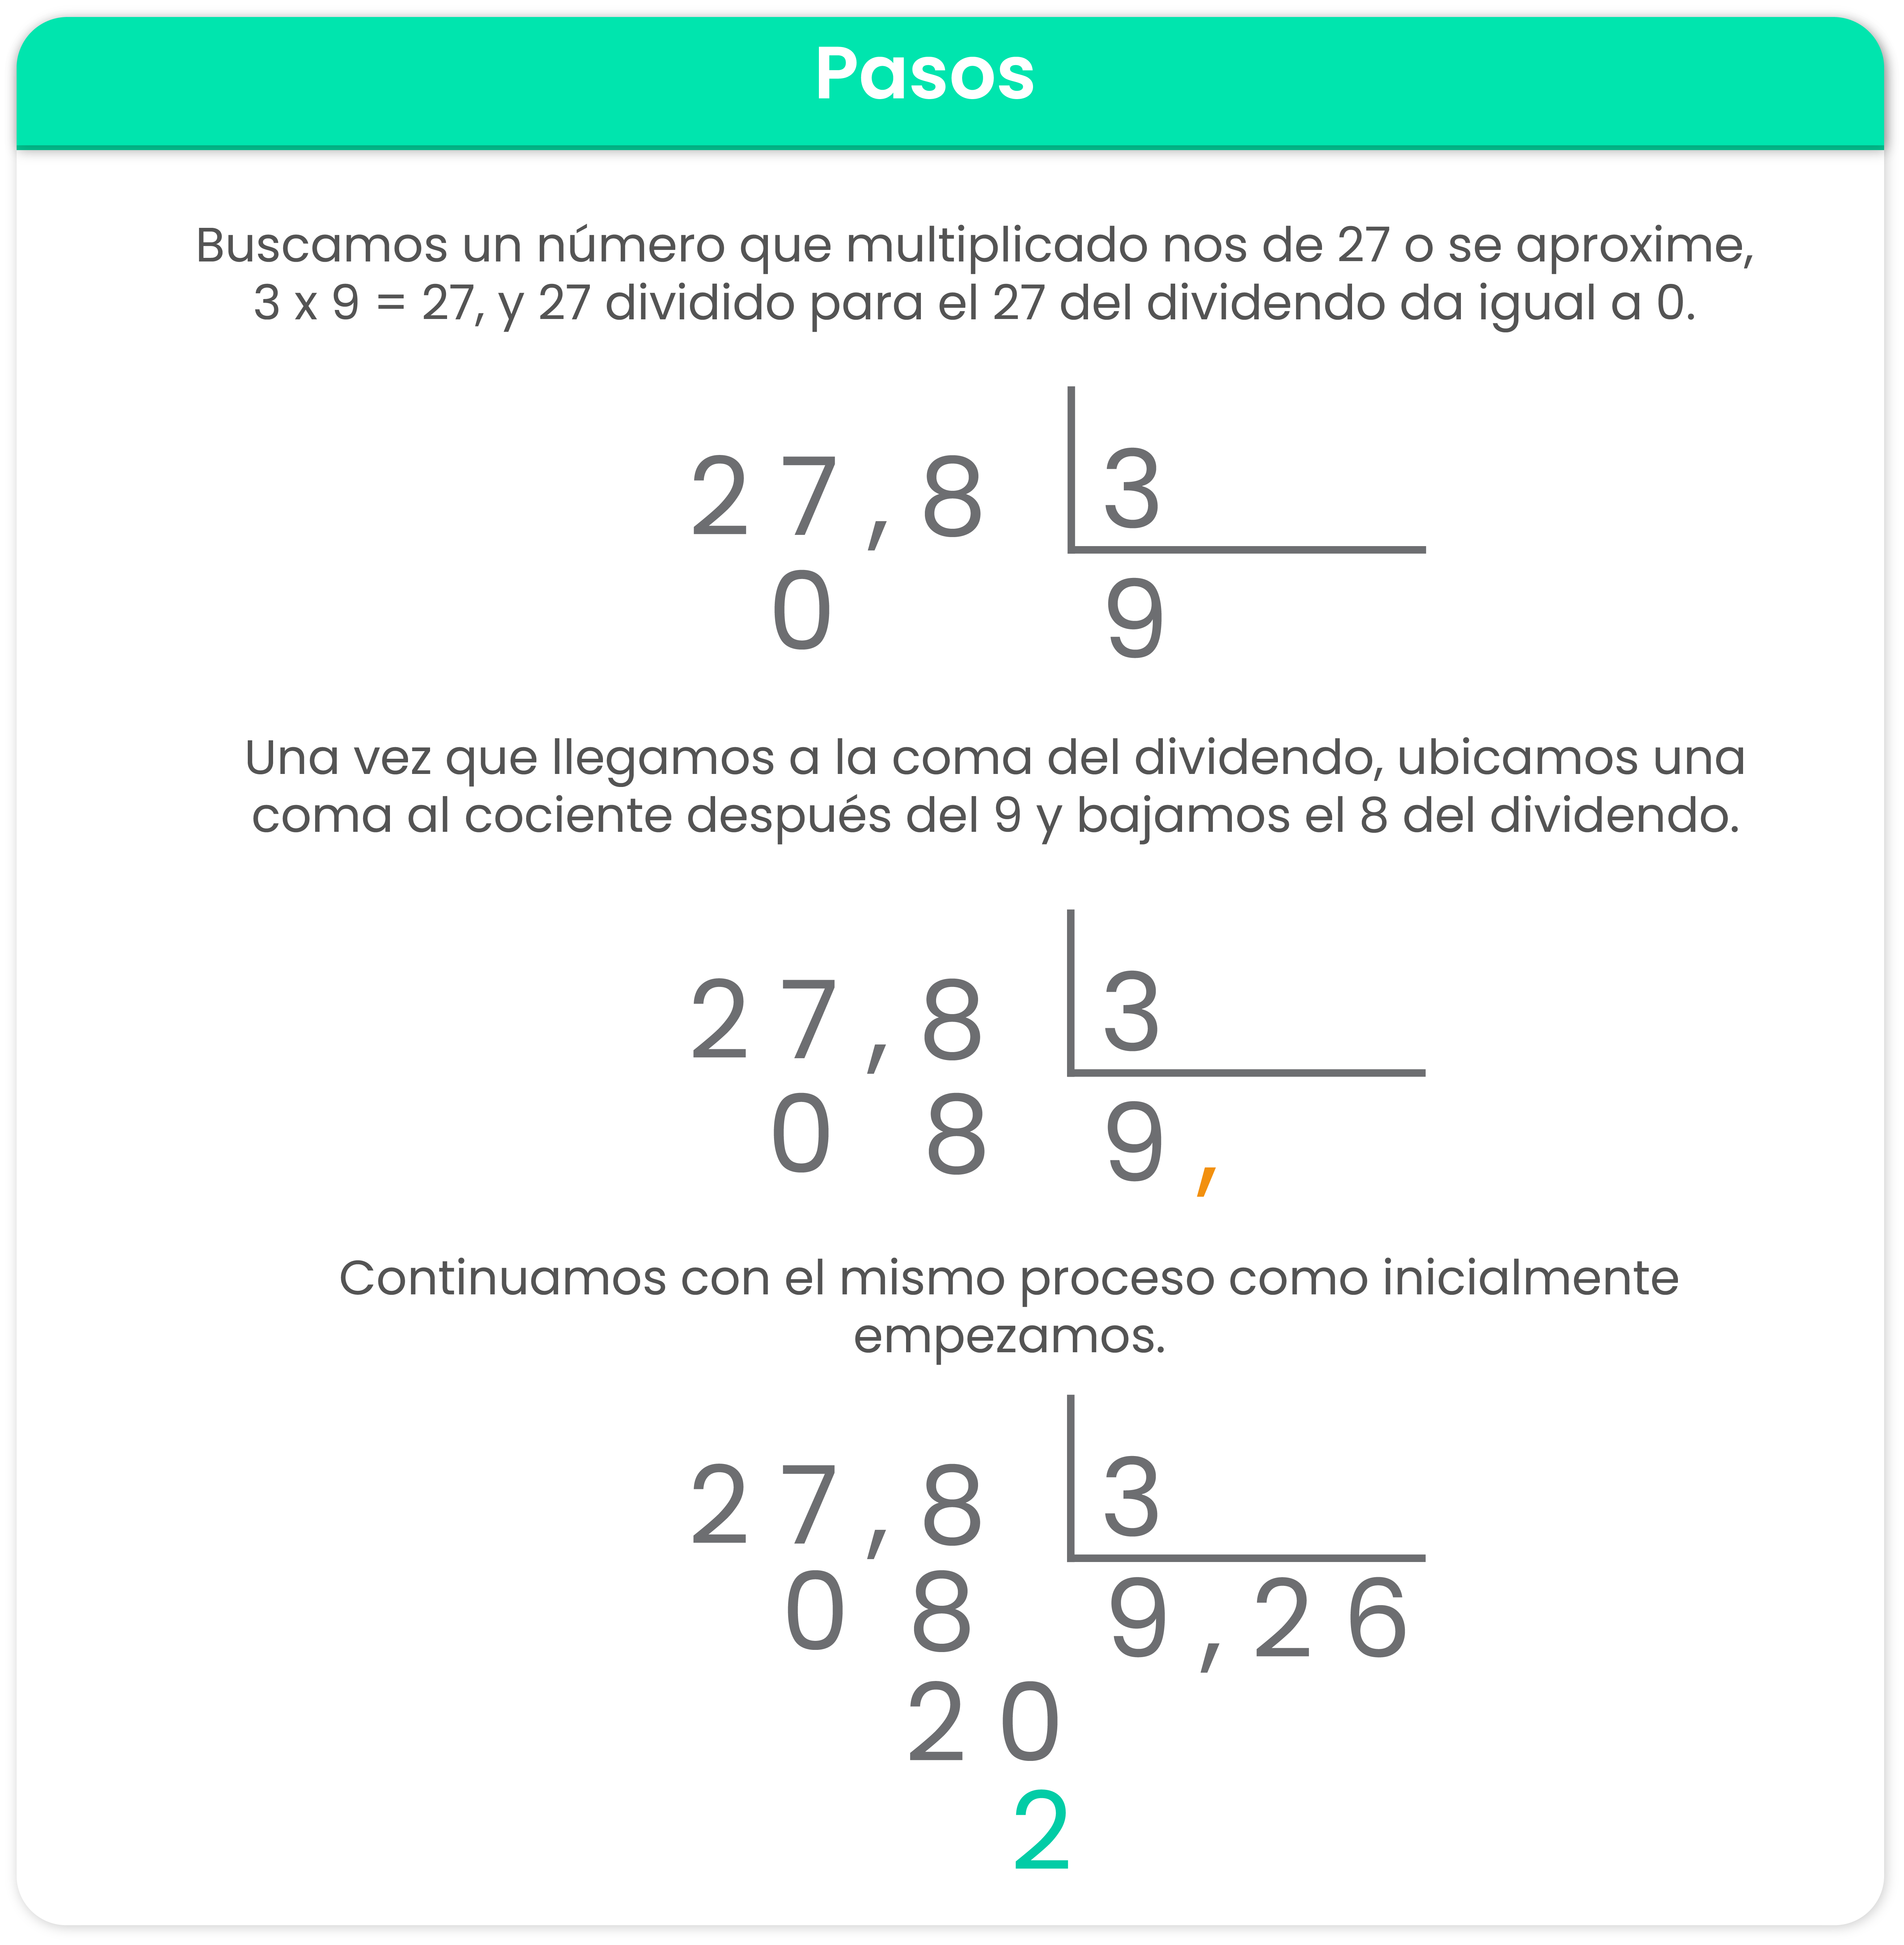 Pasos
Buscamos un número que multiplicado nos de 27 o se aproxime,
3 x 9 = 27, y 27 dividido para el 27 del dividendo da igual a 0.
27,8 3
0 9
Una vez que llegamos a la coma del dividendo, ubicamos una
coma al cociente después del 9 y bajamos el 8 del dividendo.
27,8 3
0 8 9,
Continuamos con el mismo proceso como inicialmente
empezamos.
27,8 3
0 8 9,26
20
2